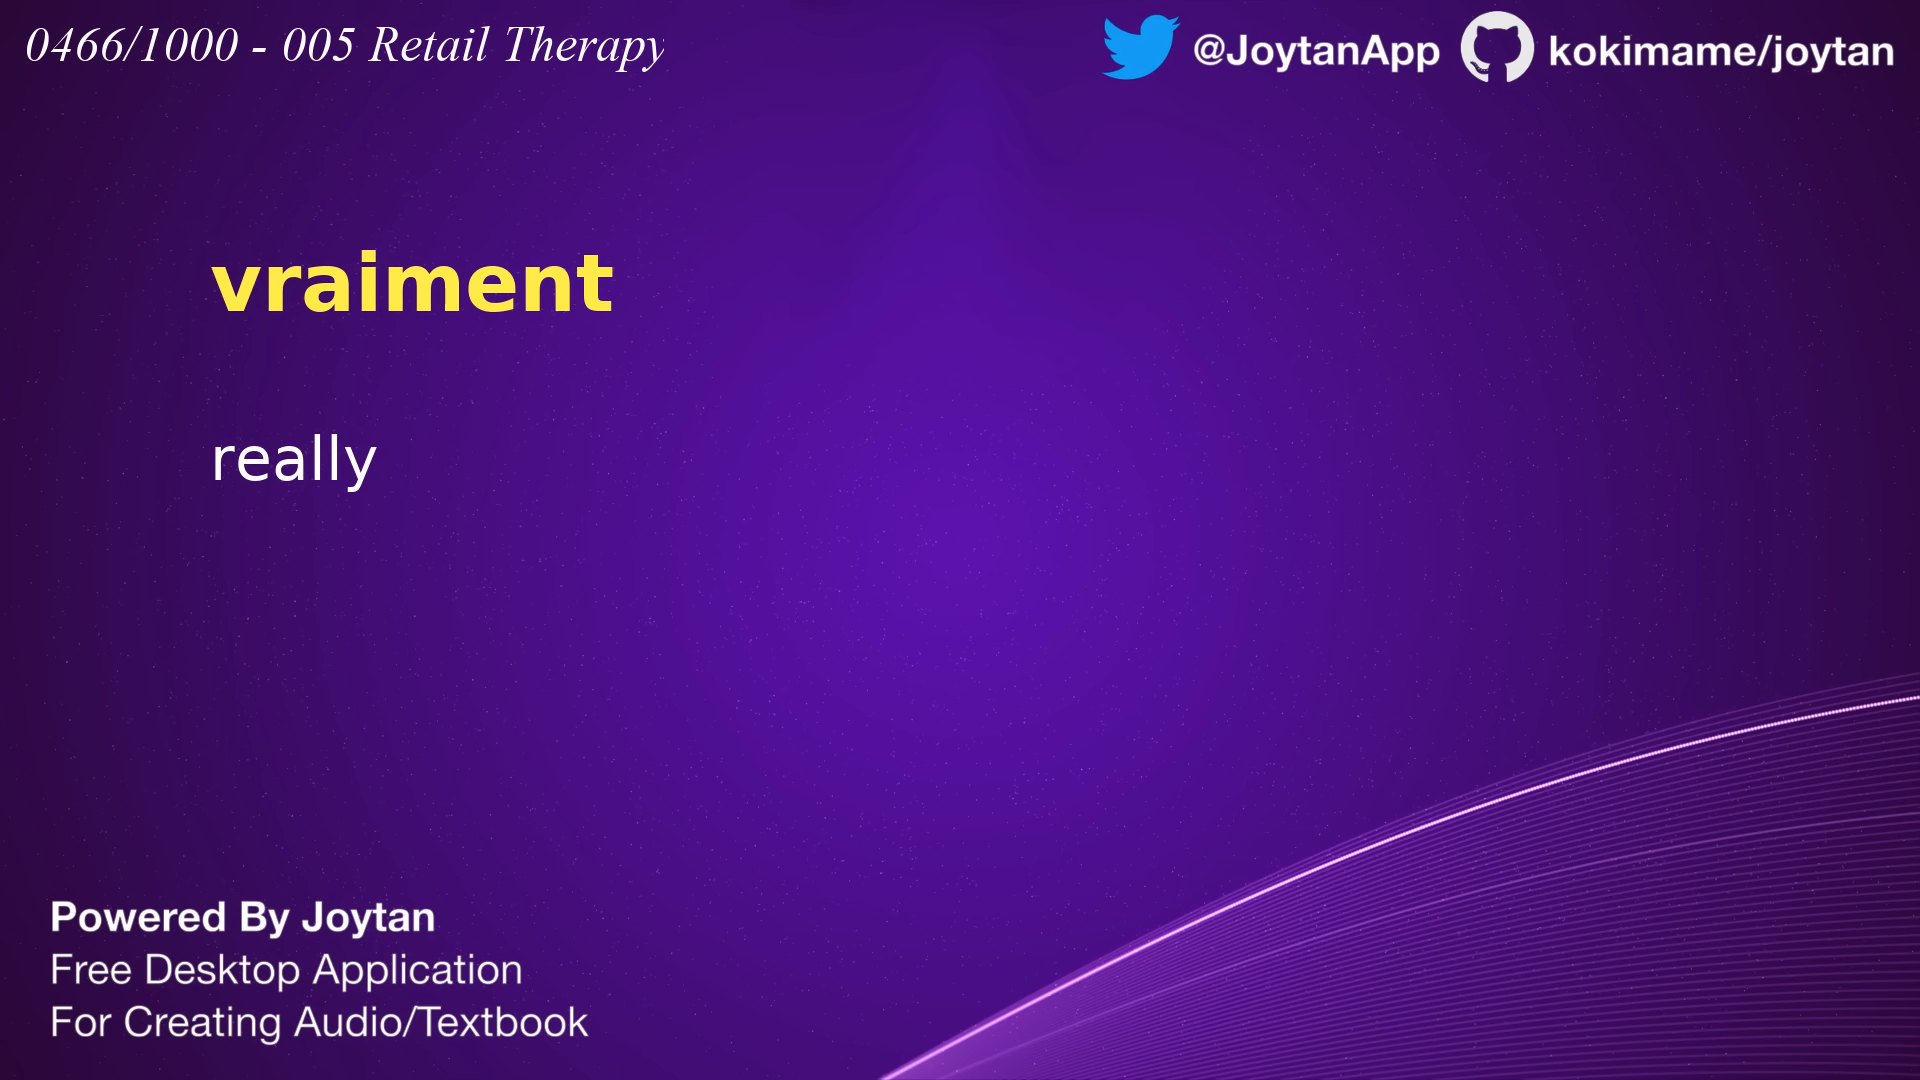 0466/1000 - 005 Retail Therapy
@JoytanApp
kokimame/joytan
vraiment
really
Powered By Joytan
Free Desktop Application
For Creating Audio/Textbook